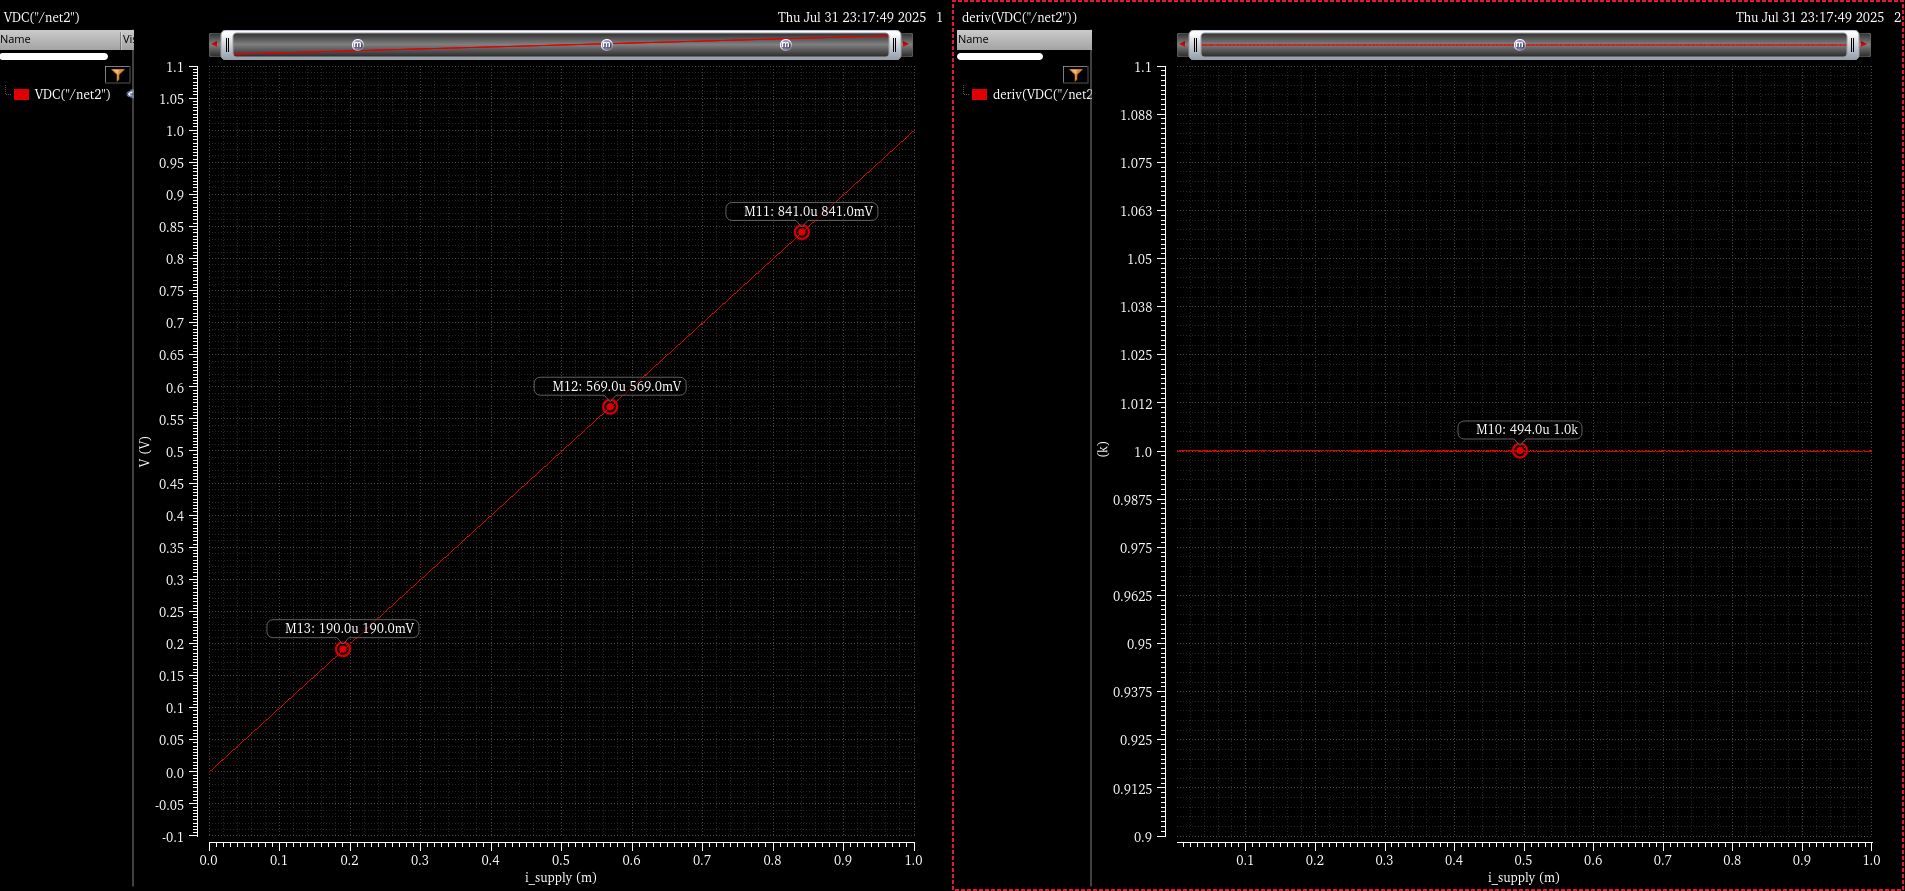 VDC("/net2")
Thu Jul 31 23:17:49 2025 1
Name Vis
VDC("/net2")
1.1
1.05
1.0
0.95
0.9
0.85
0.8
0.75
0.7
0.65
0.6
0.55
0.5
0.45
0.4
0.35
0.3
0.25
0.2
0.15
0.1
0.05
0.0
-0.05
-0.1
V (V)
M11: 841.0u 841.0mV
M12: 569.0u 569.0mV
M13: 190.0u 190.0mV
0.0 0.1 0.2 0.3 0.4 0.5 0.6 0.7 0.8 0.9 1.0
i_supply (m)
deriv(VDC("/net2"))
Thu Jul 31 23:17:49 2025 2
Name
deriv(VDC("/net2
1.1
1.088
1.075
1.063
1.05
1.038
1.025
1.012
1.0
0.9875
0.975
0.9625
0.95
0.9375
0.925
0.9125
0.9
(k)
M10: 494.0u 1.0k
0.1 0.2 0.3 0.4 0.5 0.6 0.7 0.8 0.9 1.0
i_supply (m)